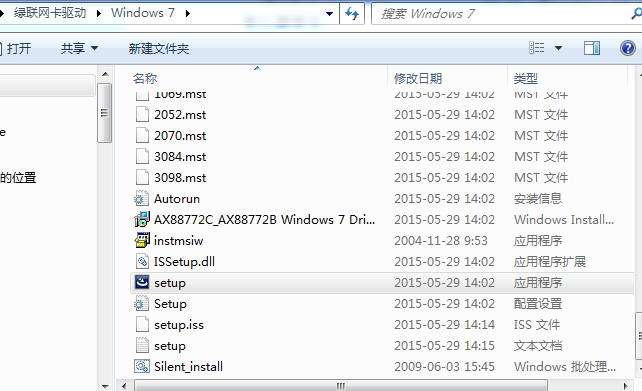 绿联网卡驱动 Windows 7 搜索 Windows 7
打开 共享 新建文件夹
名称 修改日期 类型
1069.mst 2015-05-29 14:02 MST 文件
2052.mst 2015-05-29 14:02 MST 文件
2070.mst 2015-05-29 14:02 MST 文件
3084.mst 2015-05-29 14:02 MST 文件
3098.mst 2015-05-29 14:02 MST 文件
Autorun 2015-05-29 14:02 安装信息
AX88772C_AX88772B Windows 7 Dri... 2015-05-29 14:02 Windows Install...
instmsiw 2004-11-28 9:53 应用程序
ISSetup.dll 2015-05-29 14:02 应用程序扩展
setup 2015-05-29 14:02 应用程序
Setup 2015-05-29 14:02 配置设置
setup.iss 2015-05-29 14:14 ISS 文件
setup 2015-05-29 14:15 文本文档
Silent_install 2009-06-03 15:45 Windows 批处理...
e
的位置